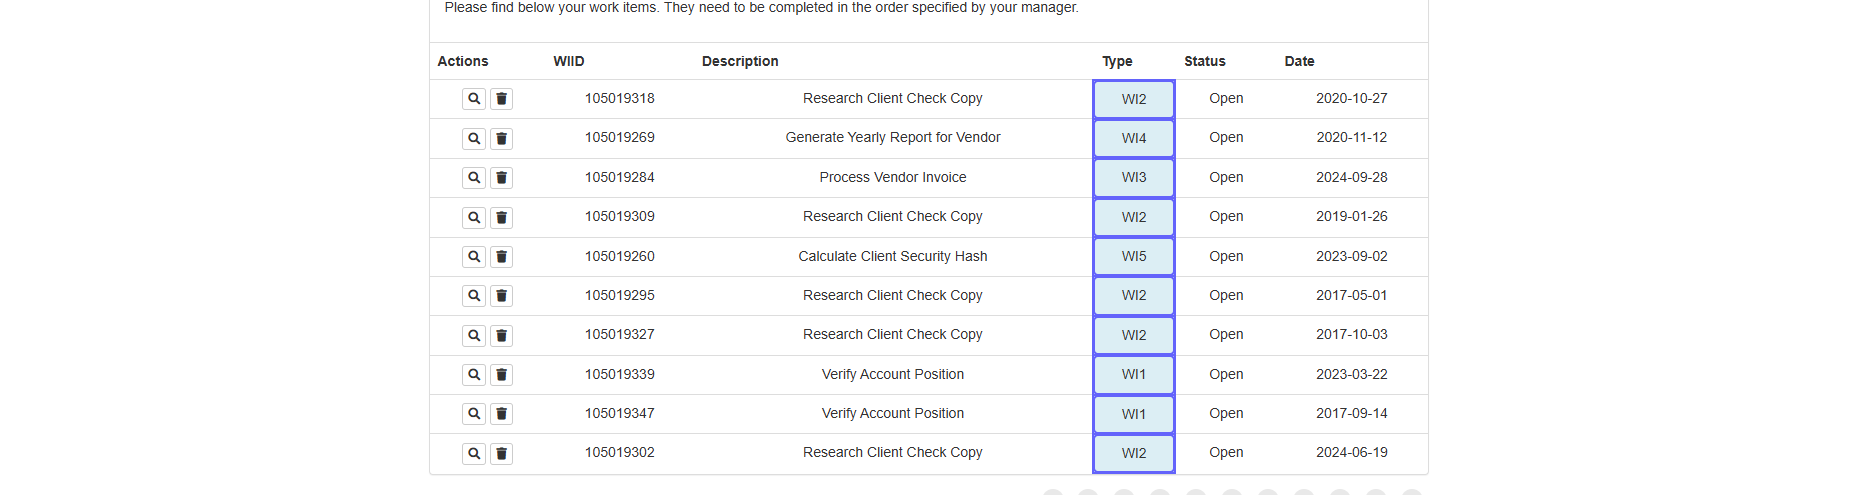 Please find below your work items. They need to be completed in the order specified by your manager.
Actions WIID Description Type Status Date
105019318 Research Client Check Copy WI2 Open 2020-10-27
105019269 Generate Yearly Report for Vendor WI4 Open 2020-11-12
105019284 Process Vendor Invoice WI3 Open 2024-09-28
105019309 Research Client Check Copy WI2 Open 2019-01-26
105019260 Calculate Client Security Hash WI5 Open 2023-09-02
105019295 Research Client Check Copy WI2 Open 2017-05-01
105019327 Research Client Check Copy WI2 Open 2017-10-03
105019339 Verify Account Position WI1 Open 2023-03-22
105019347 Verify Account Position WI1 Open 2017-09-14
105019302 Research Client Check Copy WI2 Open 2024-06-19